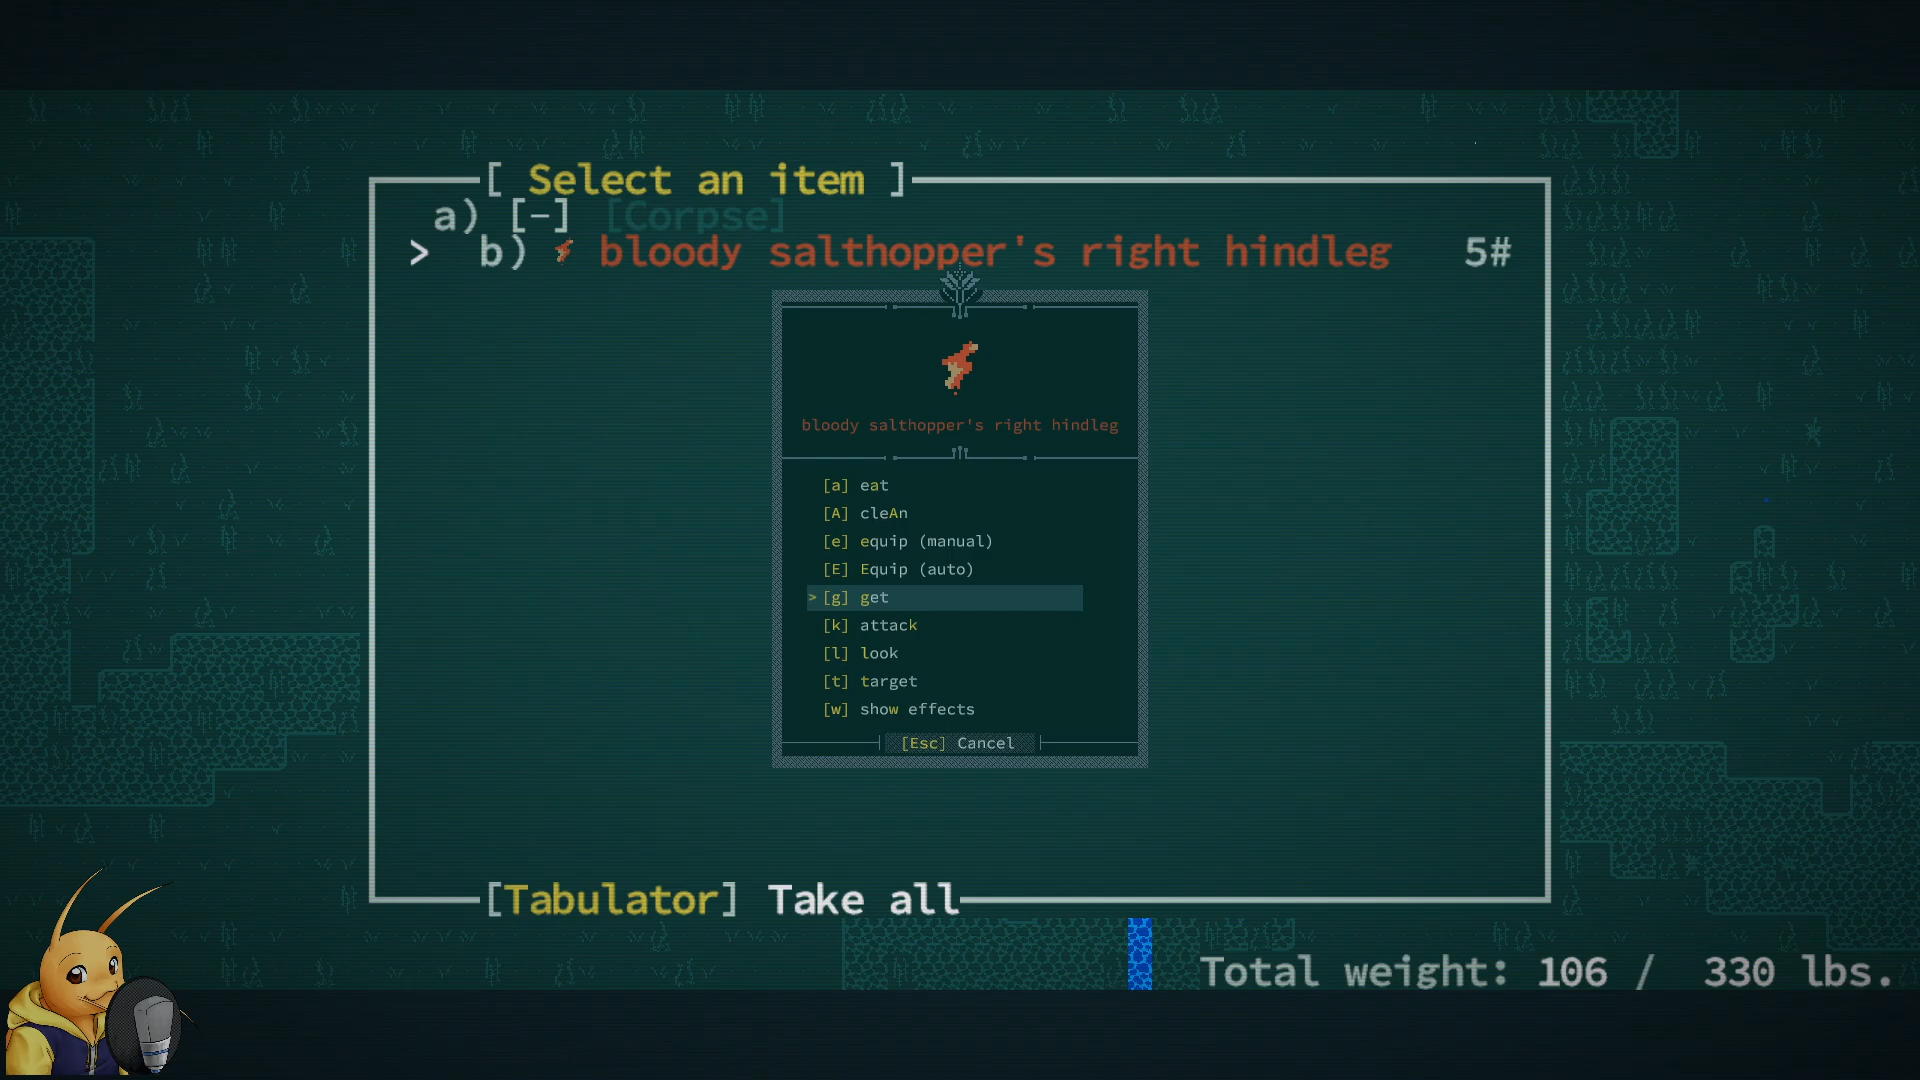 [ Select an item ]
a) [-] [Corpse]
> b) bloody salthopper's right hindleg 5#
bloody salthopper's right hindleg
[a] eat
[A] cleAn
[e] equip (manual)
[E] Equip (auto)
> [g] get
[k] attack
[l] look
[t] target
[w] show effects
[Esc] Cancel
[Tabulator] Take all
Total weight: 106 / 330 lbs.